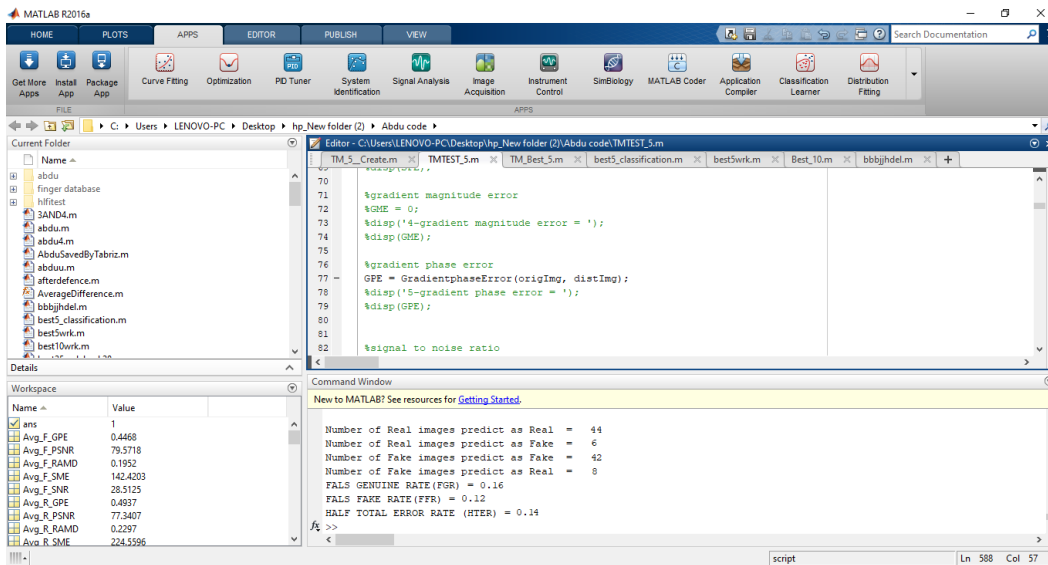 MATLAB R2016a
HOME PLOTS APPS EDITOR PUBLISH VIEW Search Documentation
Get More Apps
Install App
Package App
Curve Fitting
Optimization
PID Tuner
System Identification
Signal Analysis
Image Acquisition
Instrument Control
SimBiology
MATLAB Coder
Application Compiler
Classification Learner
Distribution Fitting
FILE APPS
C: Users LENOVO-PC Desktop hp_New folder (2) Abdu code
Current Folder
Name
abdu
finger database
hlfitest
3AND4.m
abdu.m
abdu4.m
AbduSavedByTabriz.m
abduu.m
afterdefence.m
AverageDifference.m
bbbjjhdel.m
best5_classification.m
best5wrk.m
best10wrk.m
Details
Workspace
Name Value
ans 1
Avg_F_GPE 0.4468
Avg_F_PSNR 79.5718
Avg_F_RAMD 0.1952
Avg_F_SME 142.4203
Avg_F_SNR 28.5125
Avg_R_GPE 0.4937
Avg_R_PSNR 77.3407
Avg_R_RAMD 0.2297
Avg_R_SME 224.5596
Editor - C:\Users\LENOVO-PC\Desktop\hp_New folder (2)\Abdu code\TMTEST_5.m
TM_5__Create.m TMTEST_5.m TM_Best_5.m best5_classification.m best5wrk.m Best_10.m bbbjjhdel.m
70
71 %gradient magnitude error
72 %GME = 0;
73 %disp('4-gradient magnitude error = ');
74 %disp(GME);
75
76 %gradient phase error
77 – GPE = GradientphaseError(origImg, distImg);
78 %disp('5-gradient phase error = ');
79 %disp(GPE);
80
81
82 %signal to noise ratio
Command Window
New to MATLAB? See resources for Getting Started.
Number of Real images predict as Real = 44
Number of Real images predict as Fake = 6
Number of Fake images predict as Fake = 42
Number of Fake images predict as Real = 8
FALS GENUINE RATE(FGR) = 0.16
FALS FAKE RATE(FFR) = 0.12
HALF TOTAL ERROR RATE (HTER) = 0.14
fx >>
script Ln 588 Col 57